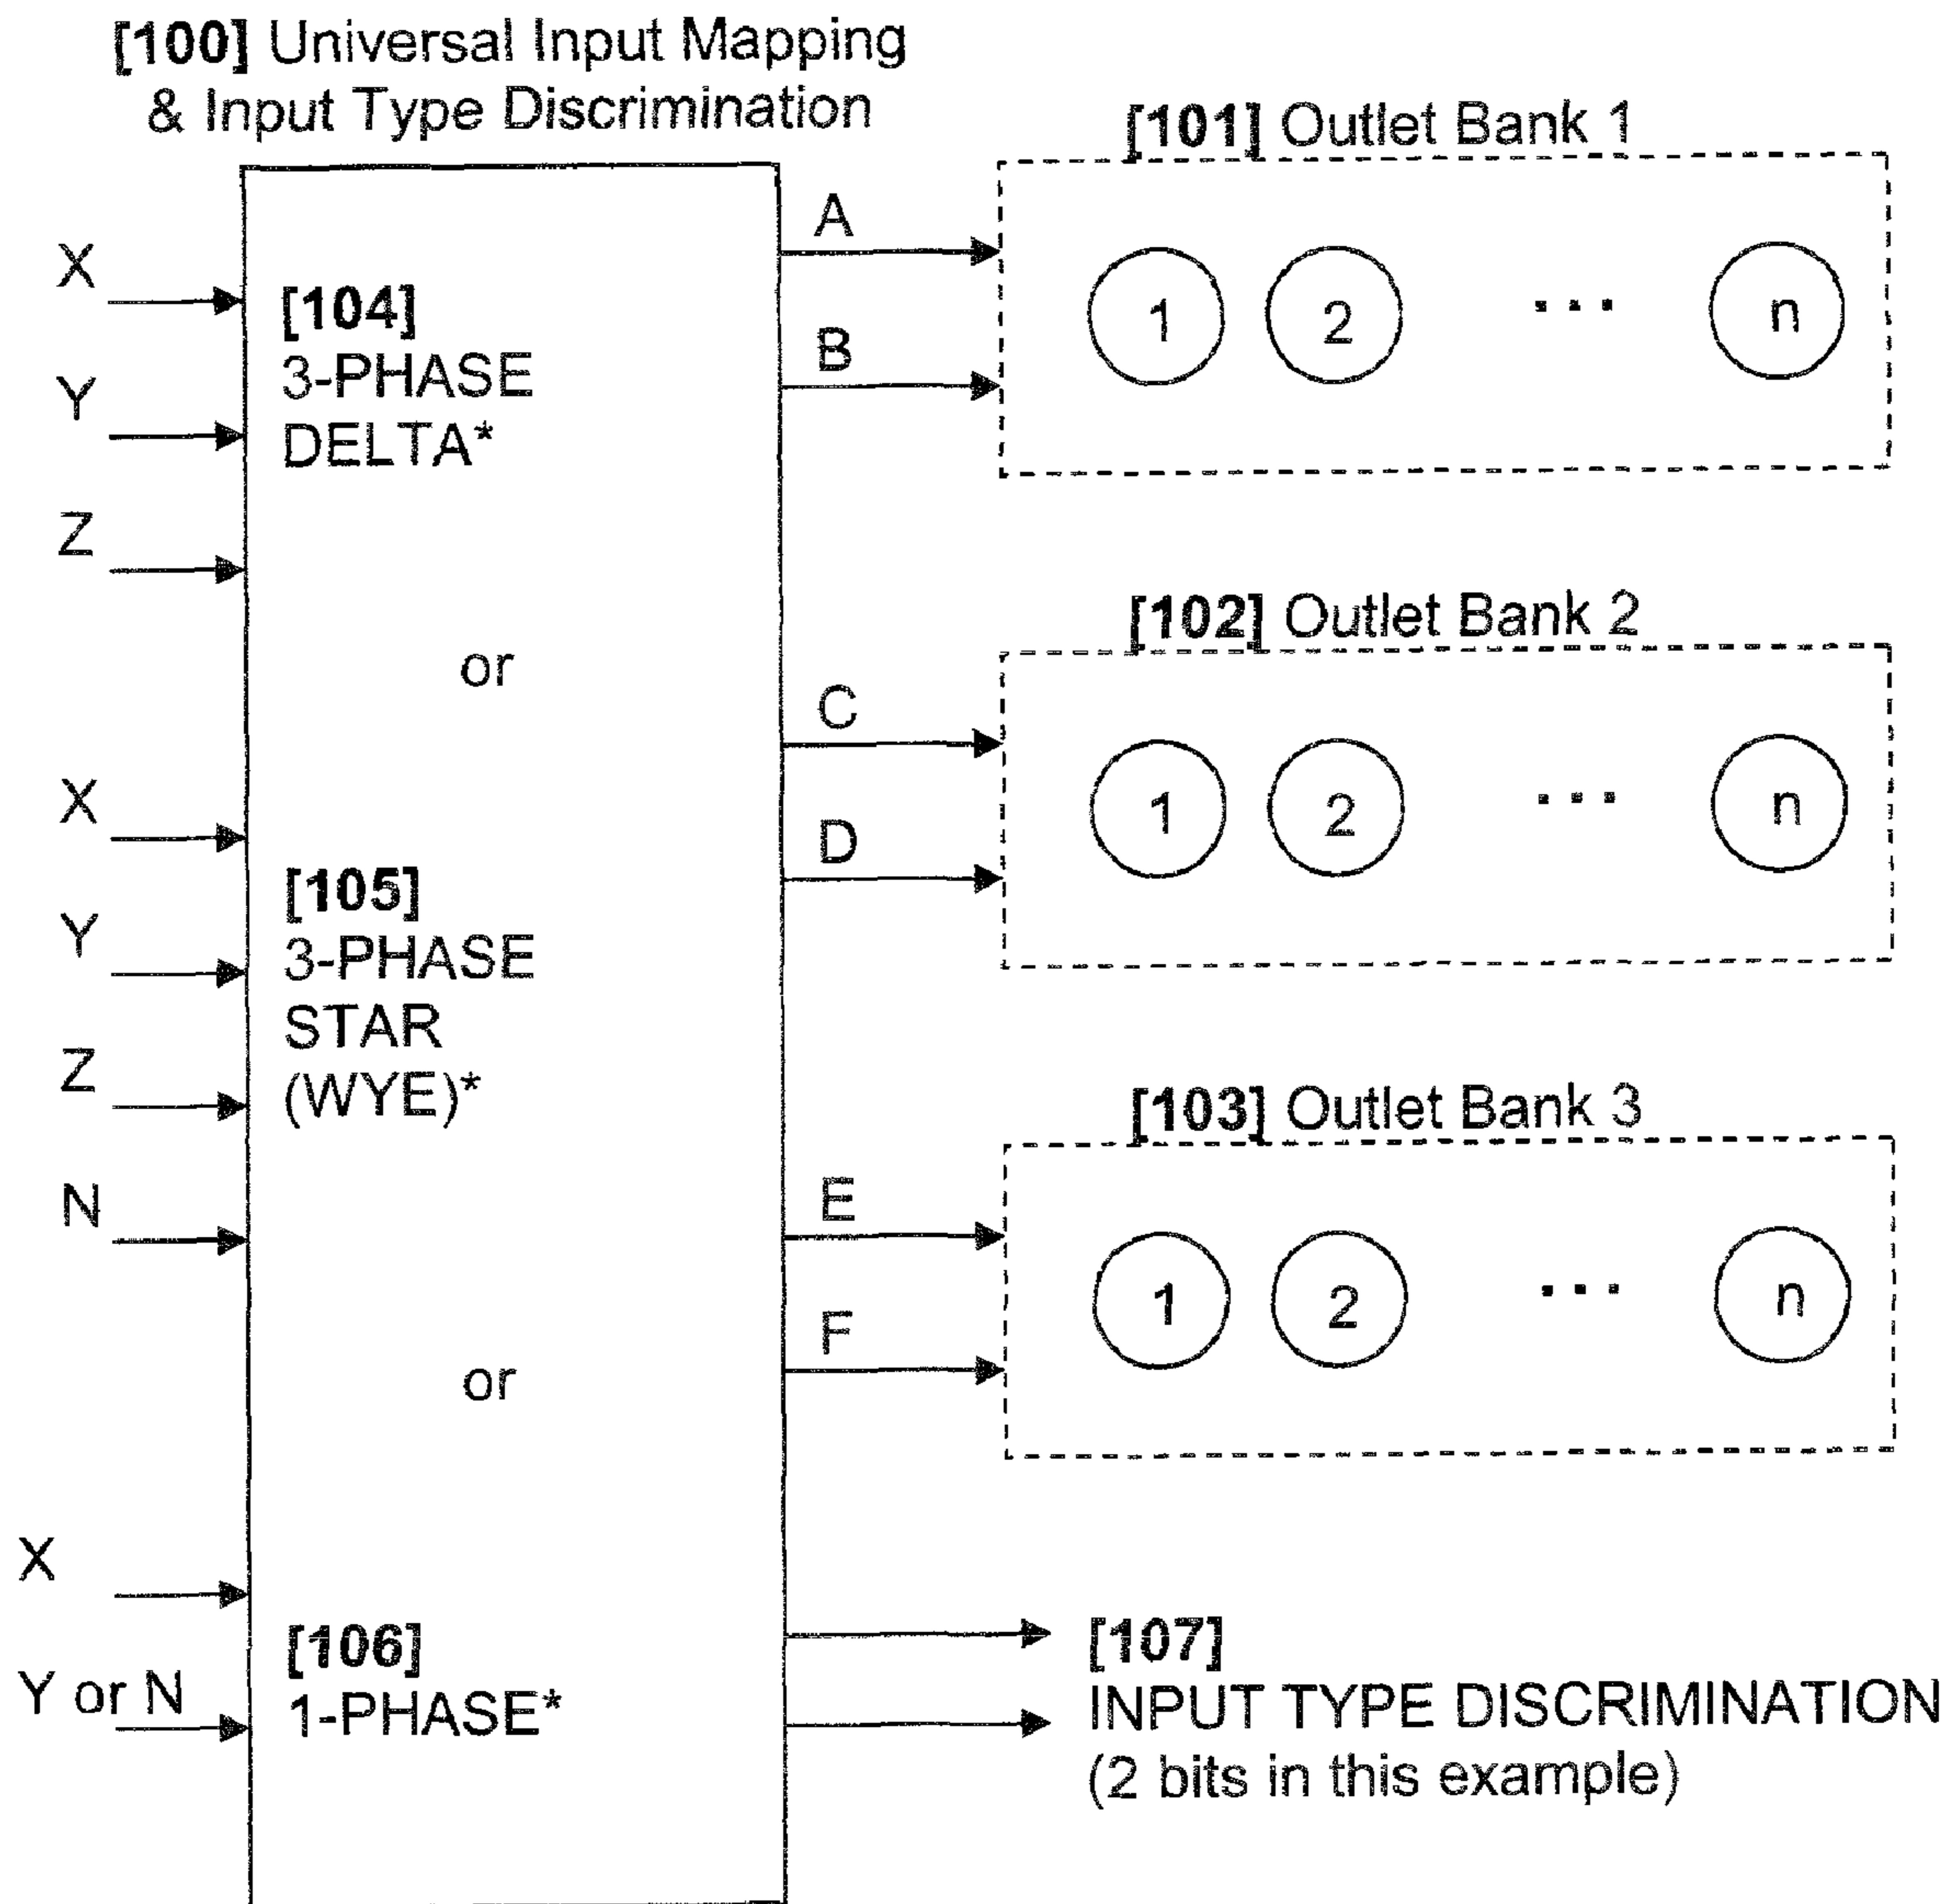 [100] Universal Input Mapping
& Input Type Discrimination
X
Y
Z
[104]
3-PHASE
DELTA*
or
X
Y
Z
N
[105]
3-PHASE
STAR
(WYE)*
or
X
Y or N
[106]
1-PHASE*
A
B
[101] Outlet Bank 1
1 2 ... n
C
D
[102] Outlet Bank 2
1 2 ... n
E
F
[103] Outlet Bank 3
1 2 ... n
[107]
INPUT TYPE DISCRIMINATION
(2 bits in this example)